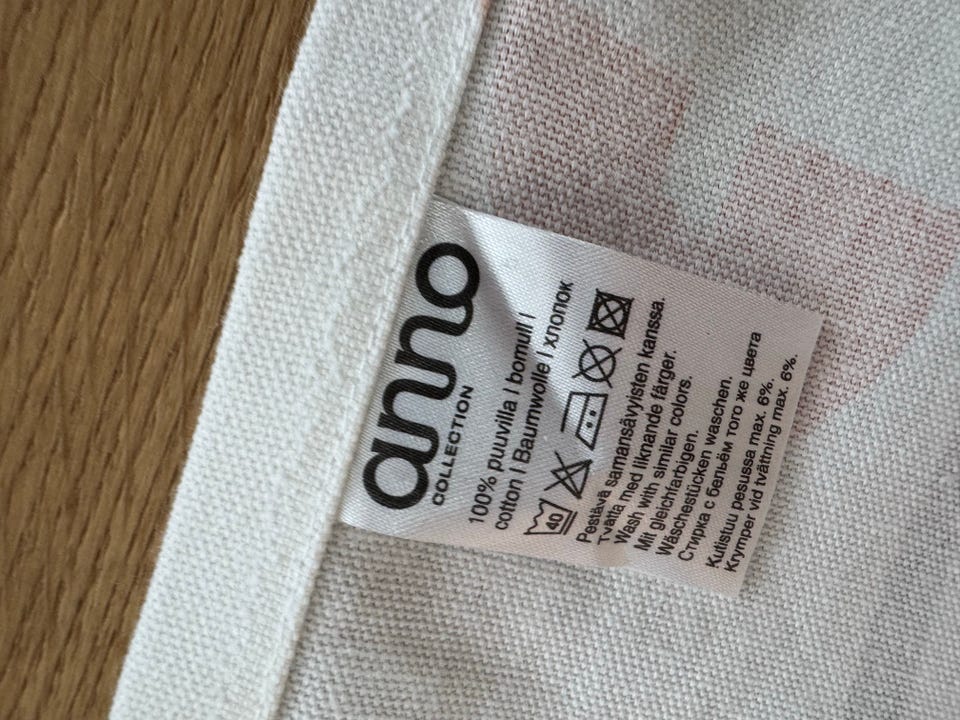 anno
COLLECTION
100% puuvilla | bomull |
cotton | Baumwolle | хлопок
40
Pestävä samansävyisten kanssa.
Tvätta med liknande färger.
Wash with similar colors.
Mit gleichfarbigen.
Wäschestücken waschen.
Стирка с бельём того же цвета
Kutistuu pesussa max. 6%.
Krymper vid tvättning max. 6%.